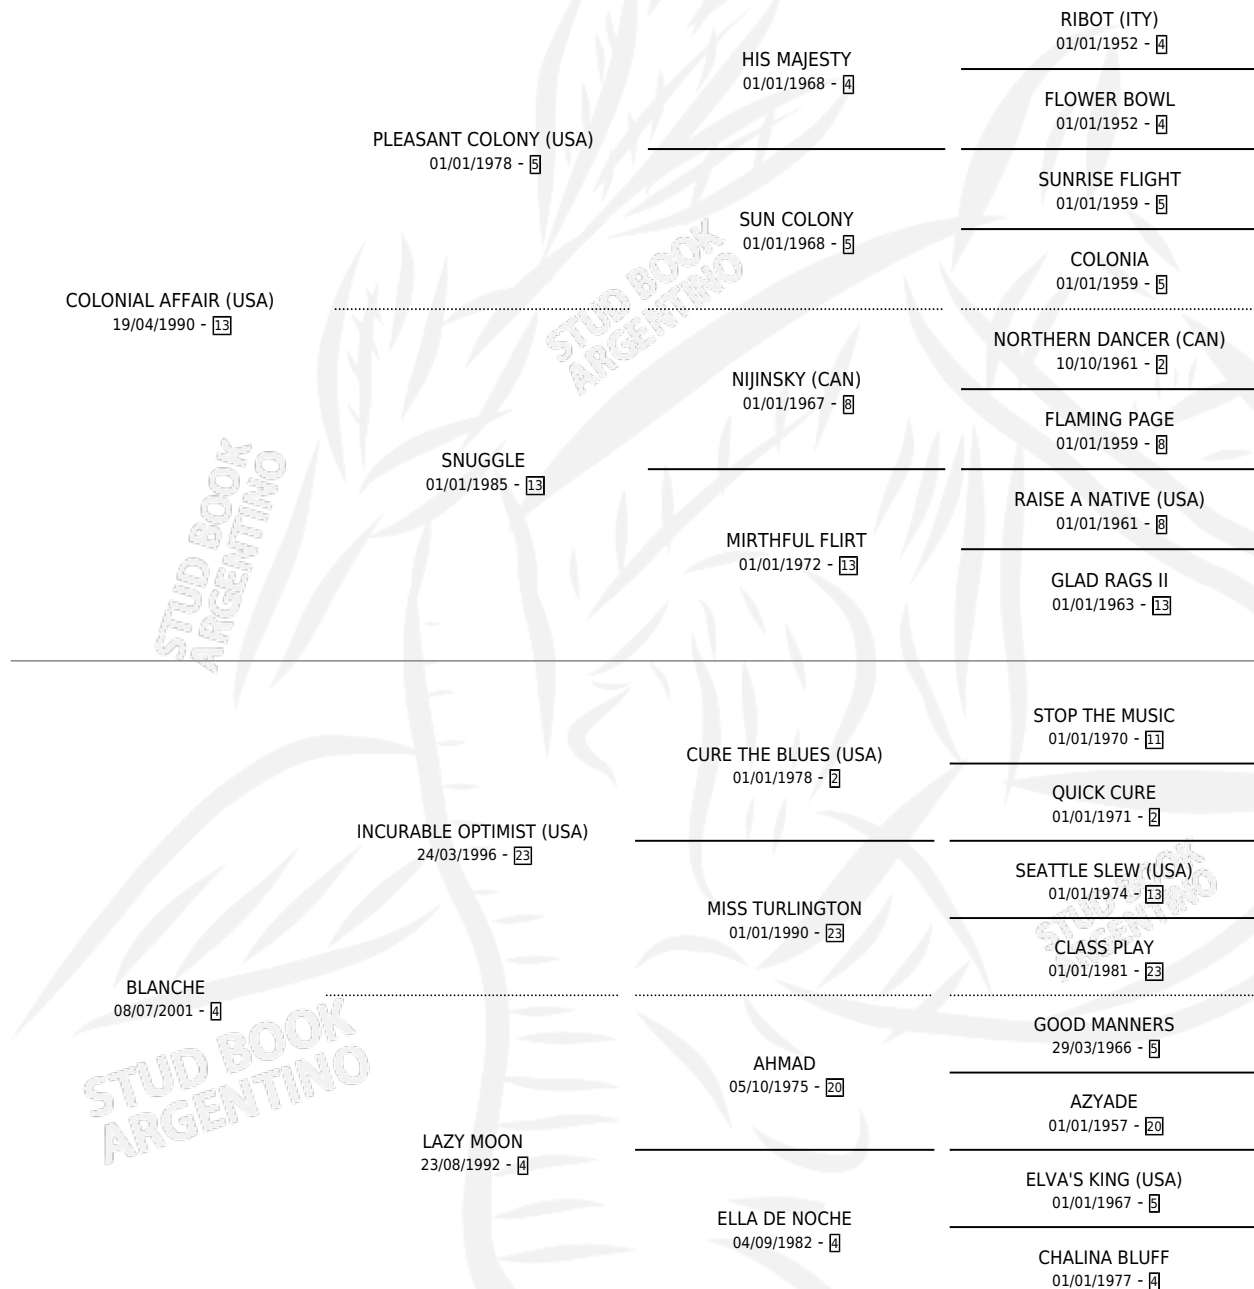 RIBOT (ITY)
01/01/1952 - 4
HIS MAJESTY
01/01/1968 - 4
FLOWER BOWL
01/01/1952 - 4
PLEASANT COLONY (USA)
01/01/1978 - 5
SUNRISE FLIGHT
01/01/1959 - 5
SUN COLONY
01/01/1968 - 5
COLONIA
01/01/1959 - 5
COLONIAL AFFAIR (USA)
19/04/1990 - 13
NORTHERN DANCER (CAN)
10/10/1961 - 2
NIJINSKY (CAN)
01/01/1967 - 8
FLAMING PAGE
01/01/1959 - 8
SNUGGLE
01/01/1985 - 13
RAISE A NATIVE (USA)
01/01/1961 - 8
MIRTHFUL FLIRT
01/01/1972 - 13
GLAD RAGS II
01/01/1963 - 13
STOP THE MUSIC
01/01/1970 - 11
CURE THE BLUES (USA)
01/01/1978 - 2
QUICK CURE
01/01/1971 - 2
INCURABLE OPTIMIST (USA)
24/03/1996 - 23
SEATTLE SLEW (USA)
01/01/1974 - 13
MISS TURLINGTON
01/01/1990 - 23
CLASS PLAY
01/01/1981 - 23
BLANCHE
08/07/2001 - 4
GOOD MANNERS
29/03/1966 - 5
AHMAD
05/10/1975 - 20
AZYADE
01/01/1957 - 20
LAZY MOON
23/08/1992 - 4
ELVA'S KING (USA)
01/01/1967 - 5
ELLA DE NOCHE
04/09/1982 - 4
CHALINA BLUFF
01/01/1977 - 4
STUD BOOK
ARGENTINO
STUD BOOK
ARGENTINO
STUD BOOK
ARGENTINO
STUD BOOK
ARGENTINO